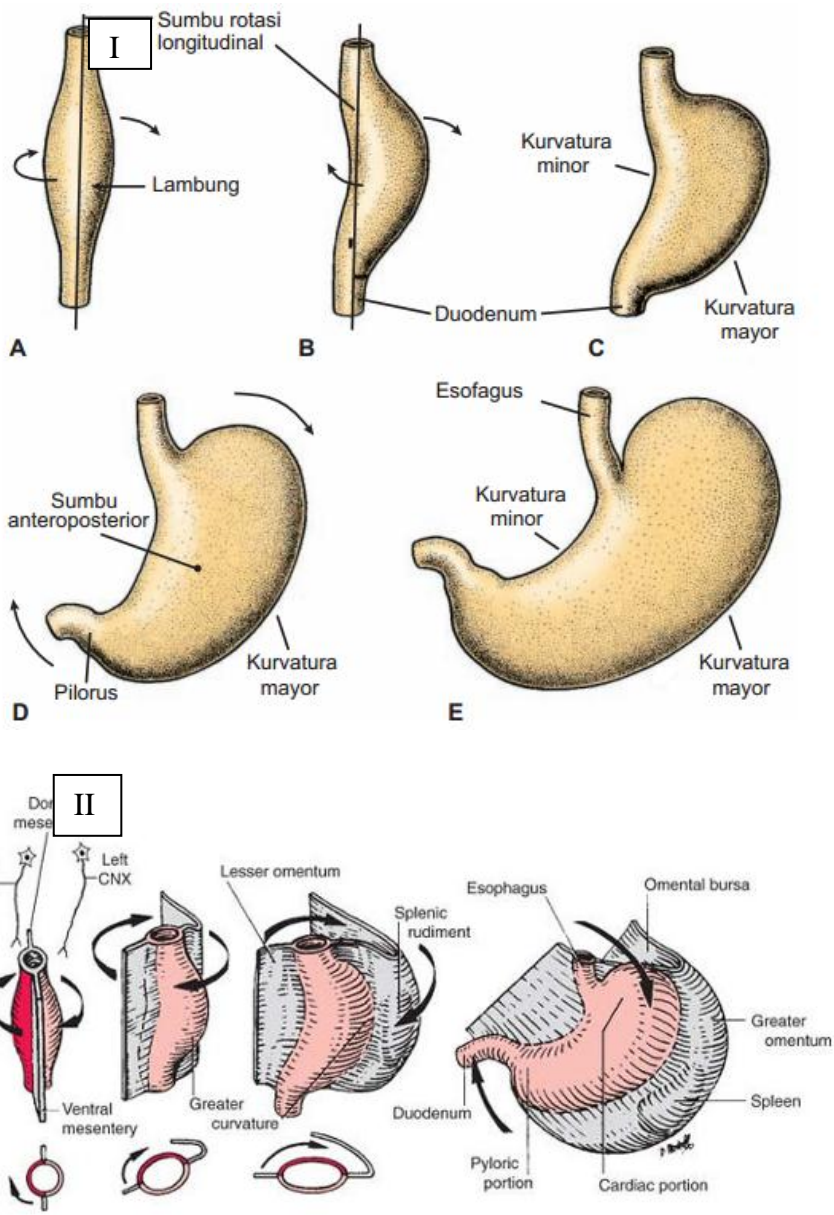 I
Sumbu rotasi
longitudinal
Lambung
Duodenum
Kurvatura
minor
Kurvatura
mayor
A
B
C
Esofagus
Sumbu
anteroposterior
Kurvatura
minor
Kurvatura
mayor
Kurvatura
mayor
Pilorus
D
E
II
Left
CNX
Lesser omentum
Splenic
rudiment
Esophagus
Omental bursa
Greater
omentum
Spleen
Ventral
mesentery
Greater
curvature
Duodenum
Pyloric
portion
Cardiac portion